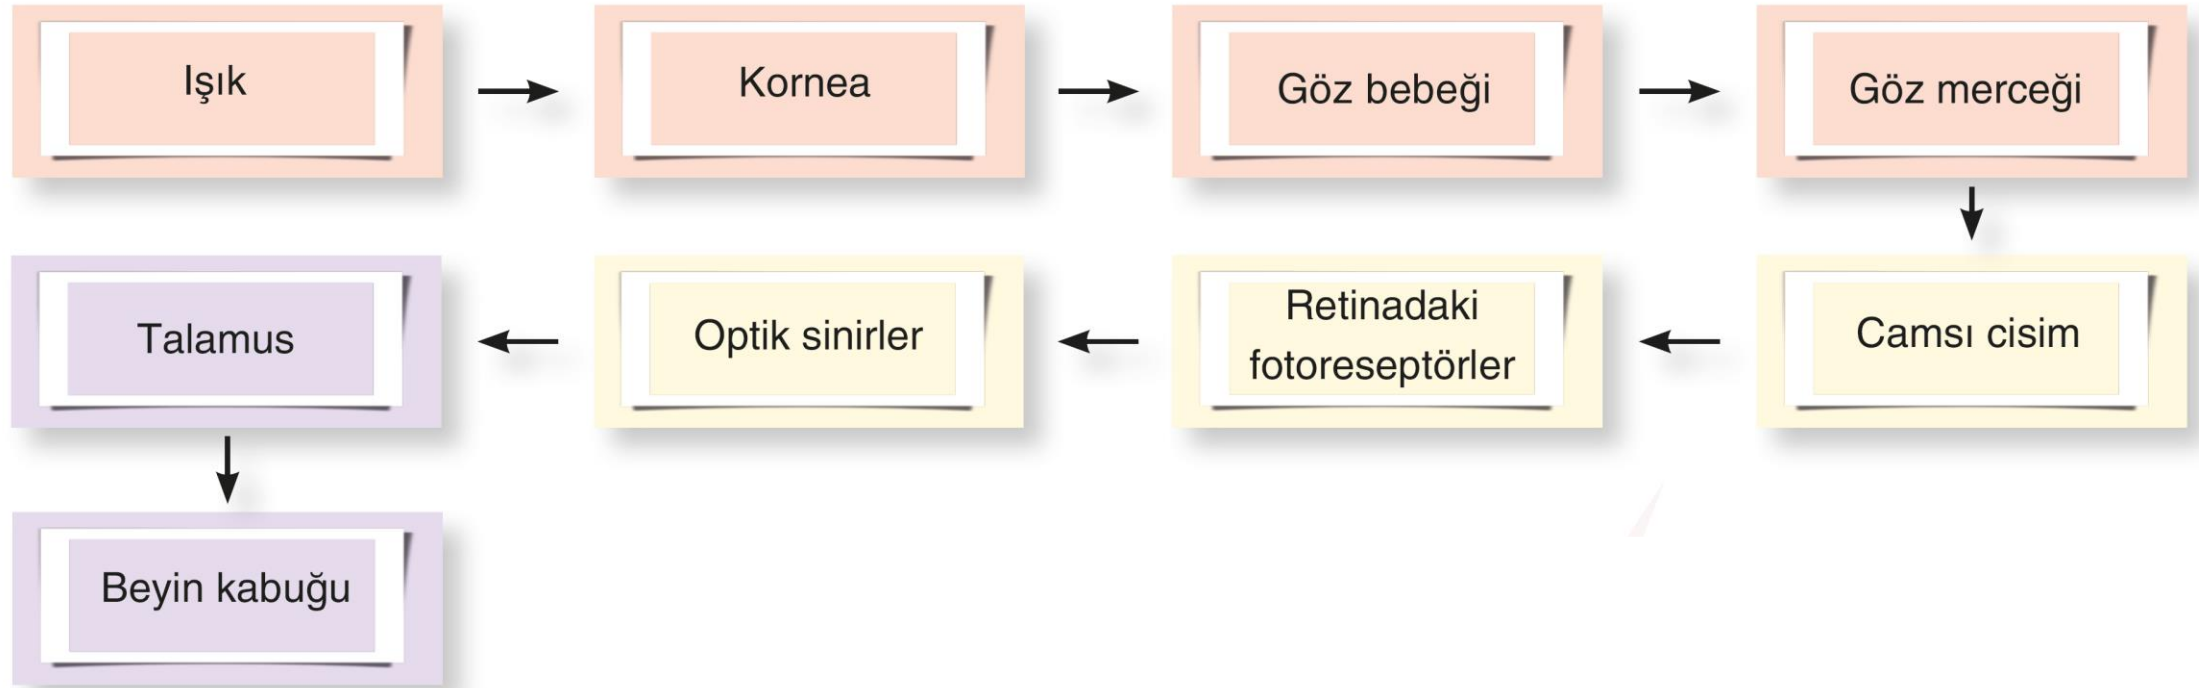 Işık
Kornea
Göz bebeği
Göz merceği
Camsı cisim
Retinadaki
fotoreseptörler
Optik sinirler
Talamus
Beyin kabuğu